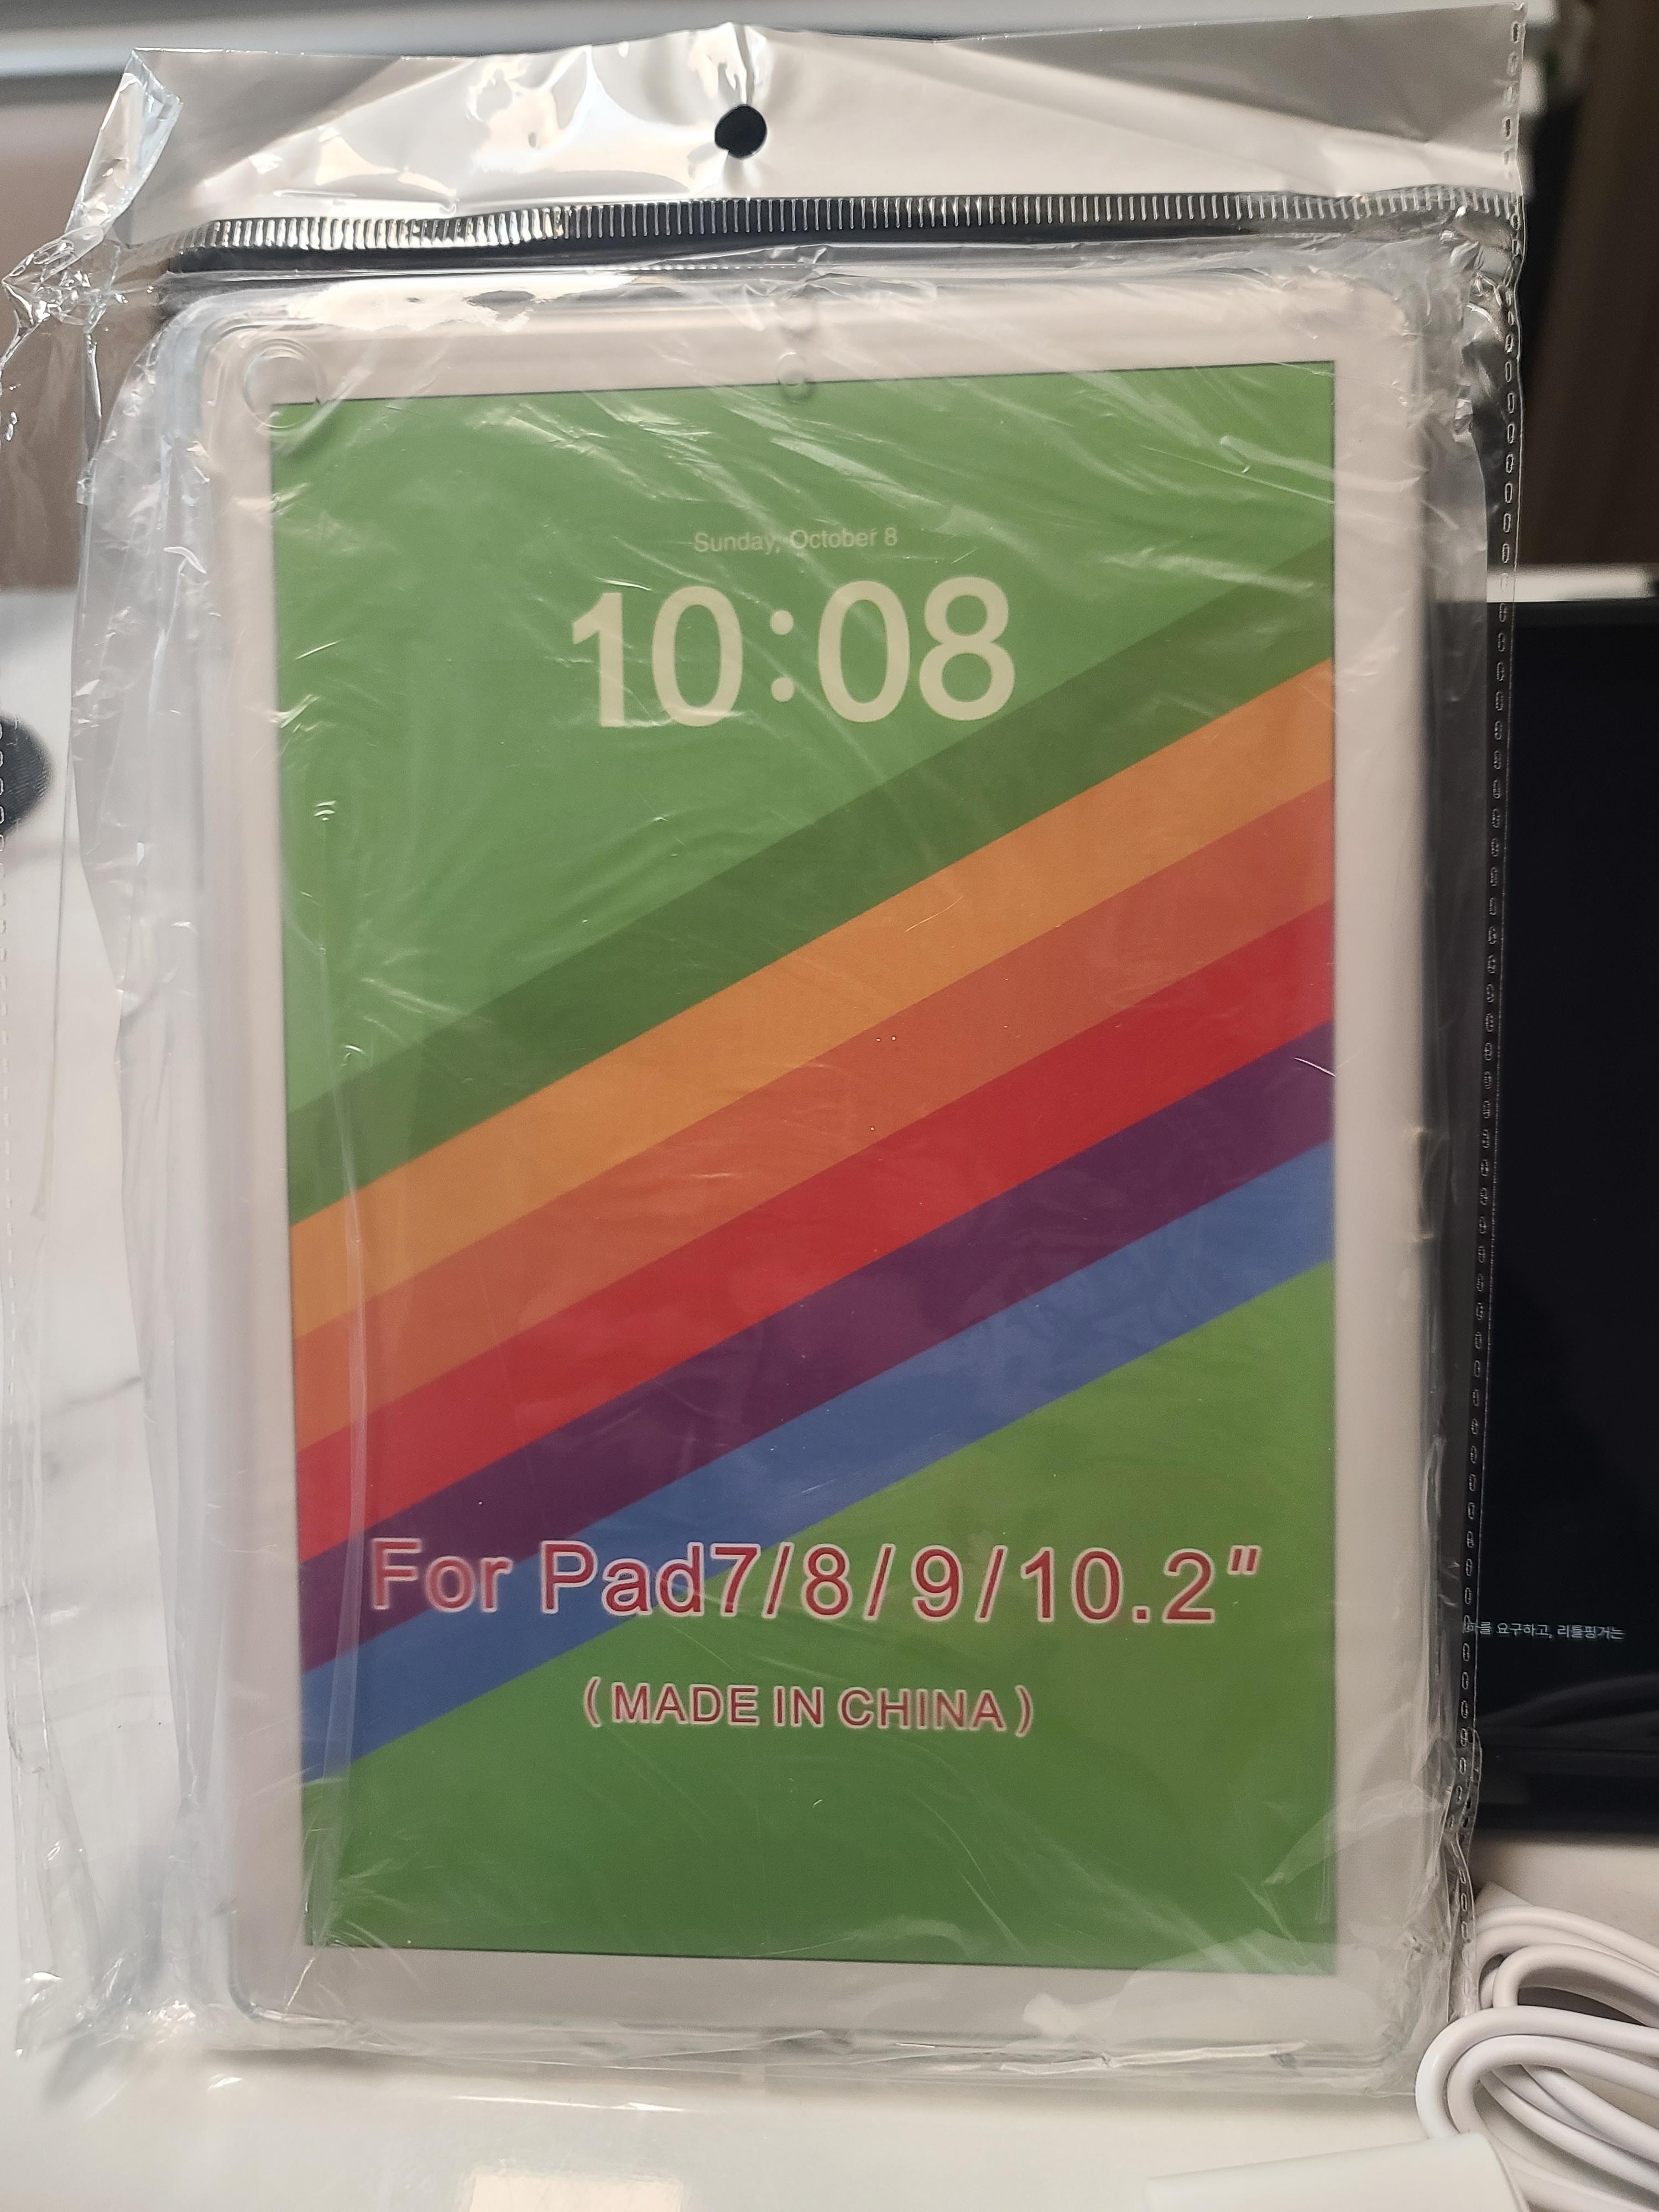 Sunday, October 8
10:08
For Pad7/8/9/10.2"
(MADE IN CHINA)
를 요구하고, 리틀핑거는